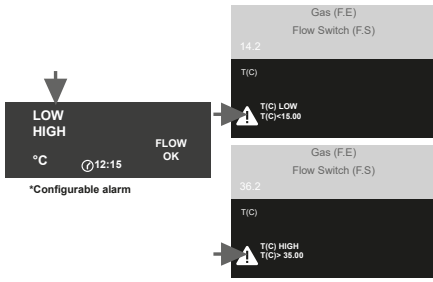 LOW
HIGH
°C
12:15
FLOW
OK
*Configurable alarm
Gas (F.E)
Flow Switch (F.S)
14.2
T(C)
T(C) LOW
T(C)<15.00
Gas (F.E)
Flow Switch (F.S)
36.2
T(C)
T(C) HIGH
T(C)> 35.00